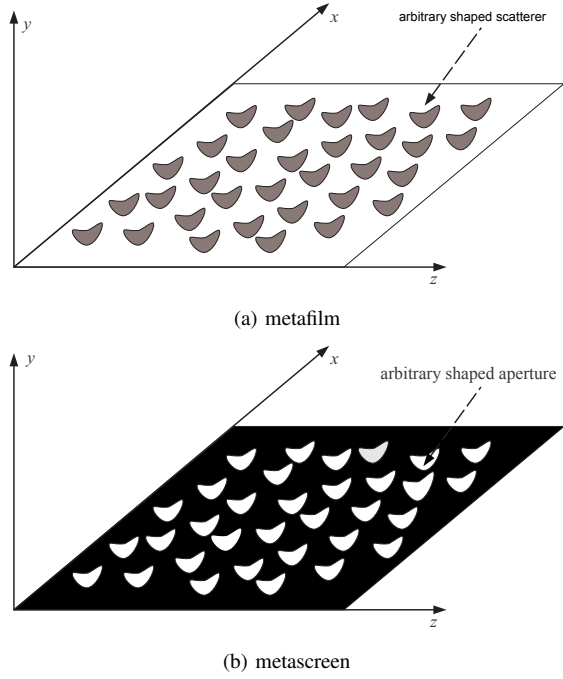 y
x
arbitrary shaped scatterer
z
(a) metafilm
y
x
arbitrary shaped aperture
z
(b) metascreen